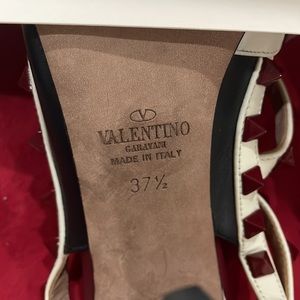 V
VALENTINO
GARAVANI
MADE IN ITALY
37½